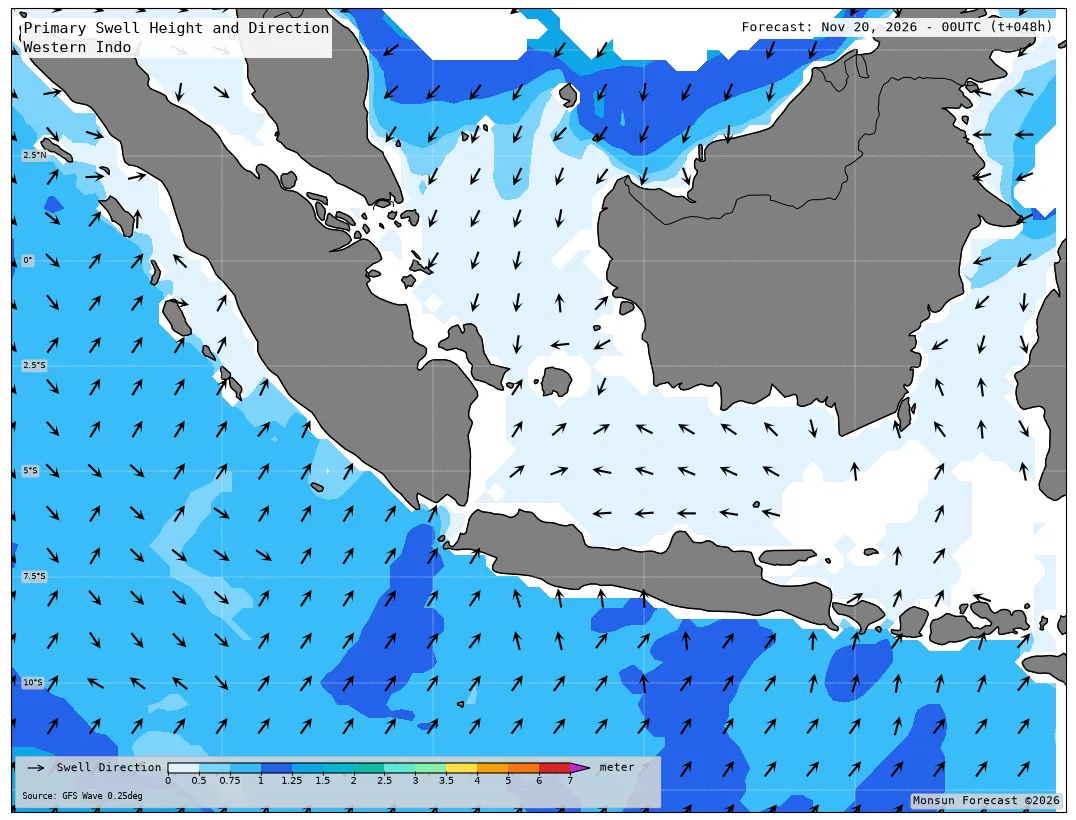 Primary Swell Height and Direction
Western Indo
Forecast: Nov 20, 2026 - 00UTC (t+048h)
2.5°N
0°
2.5°S
5°S
7.5°S
10°S
Swell Direction
0 0.5 0.75 1 1.25 1.5 2 2.5 3 3.5 4 5 6 7
meter
Source: GFS Wave 0.25deg
Monsun Forecast ©2026